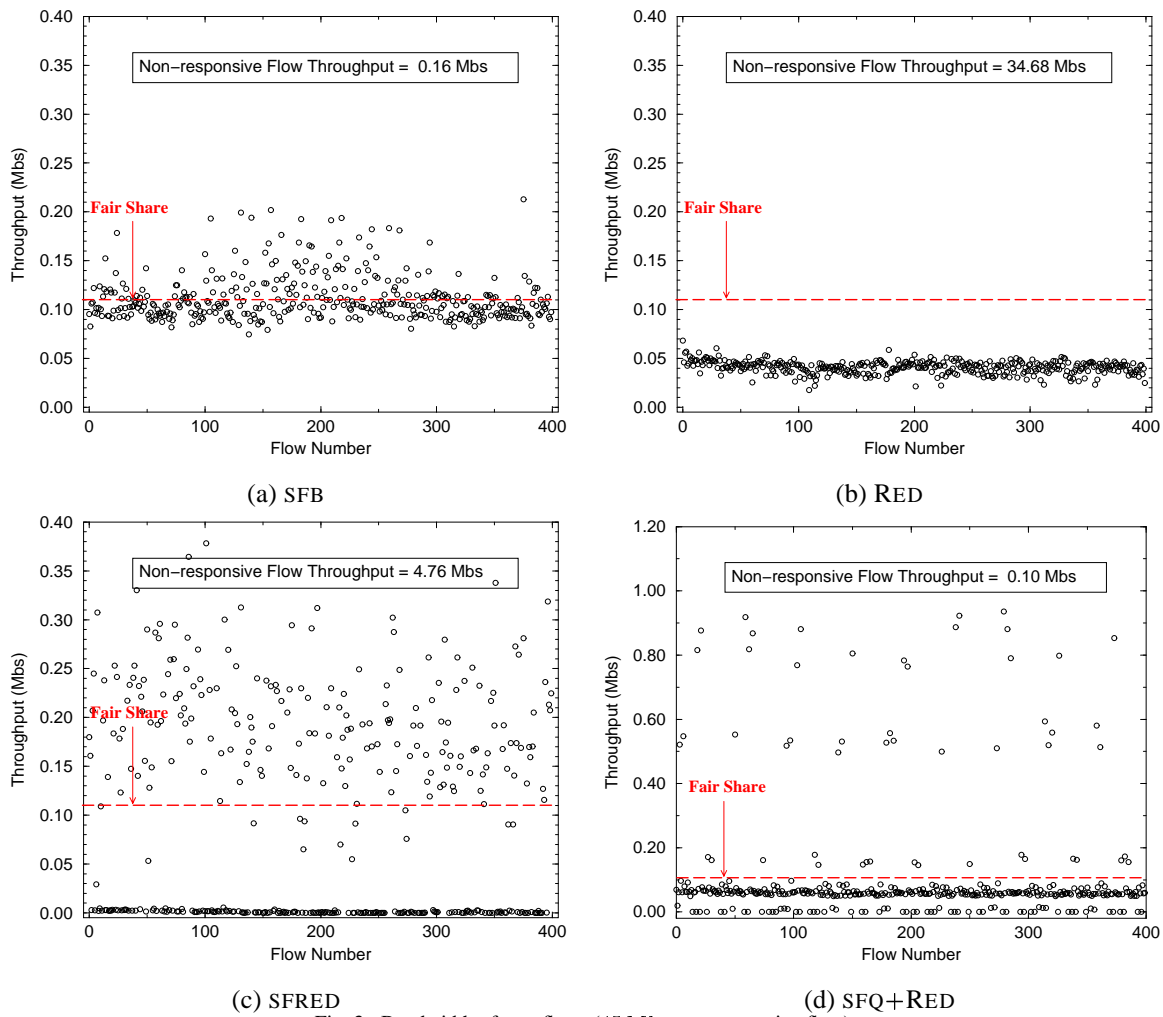 0.40
0.35
0.30
0.25
0.20
0.15
0.10
0.05
0.00
Throughput (Mbs)
Non−responsive Flow Throughput = 0.16 Mbs
Fair Share
0 100 200 300 400
Flow Number
(a) SFB
0.40
0.35
0.30
0.25
0.20
0.15
0.10
0.05
0.00
Throughput (Mbs)
Non−responsive Flow Throughput = 34.68 Mbs
Fair Share
0 100 200 300 400
Flow Number
(b) RED
0.40
0.35
0.30
0.25
0.20
0.15
0.10
0.05
0.00
Throughput (Mbs)
Non−responsive Flow Throughput = 4.76 Mbs
Fair Share
0 100 200 300 400
Flow Number
(c) SFRED
1.20
1.00
0.80
0.60
0.40
0.20
0.00
Throughput (Mbs)
Non−responsive Flow Throughput = 0.10 Mbs
Fair Share
0 100 200 300 400
Flow Number
(d) SFQ+RED